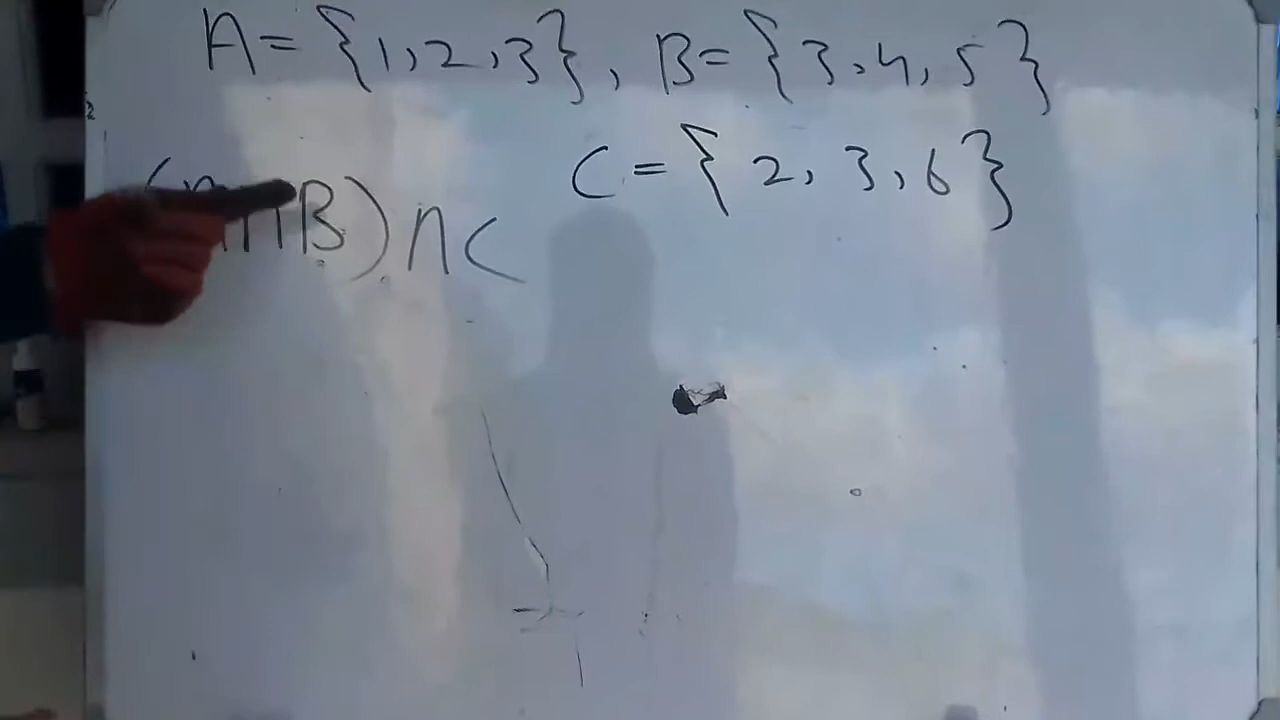 A = {1, 2, 3}, B = {3, 4, 5}
C = {2, 3, 6}
(A ∩ B) ∩ C